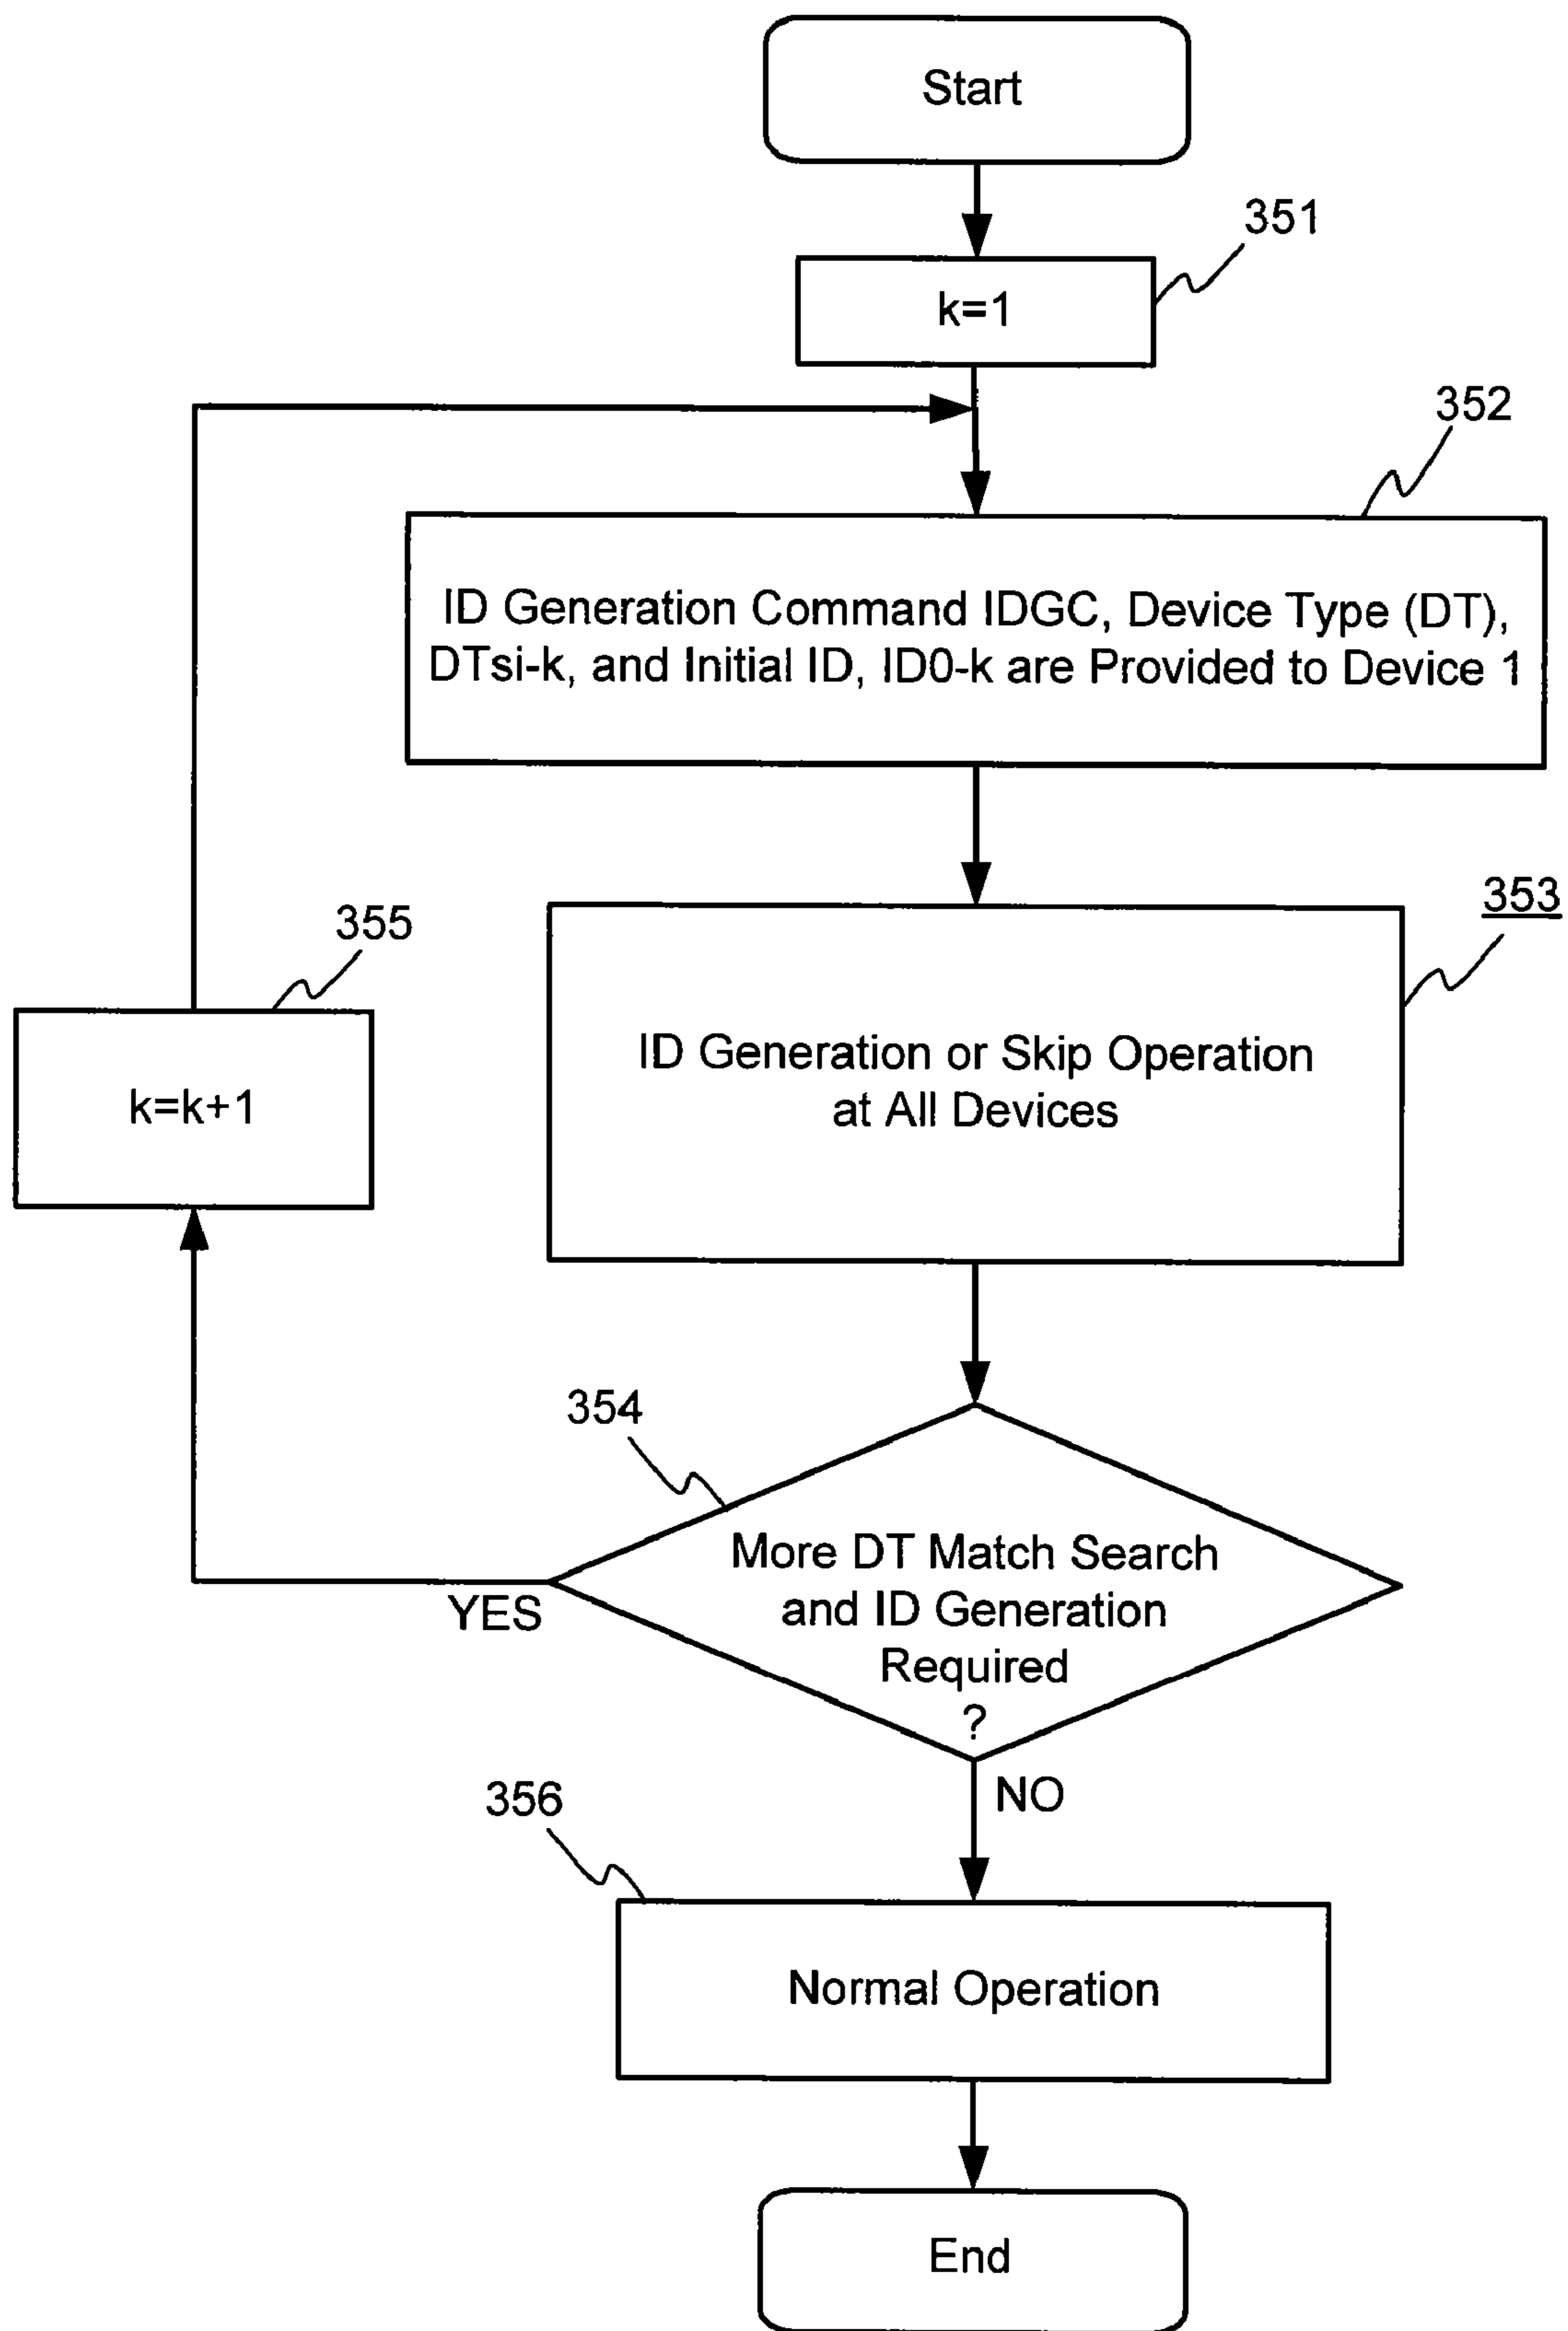 Start
351
k=1
352
ID Generation Command IDGC, Device Type (DT),
DTsi-k, and Initial ID, ID0-k are Provided to Device 1
353
355
ID Generation or Skip Operation
at All Devices
k=k+1
354
More DT Match Search
and ID Generation
Required
?
YES
NO
356
Normal Operation
End